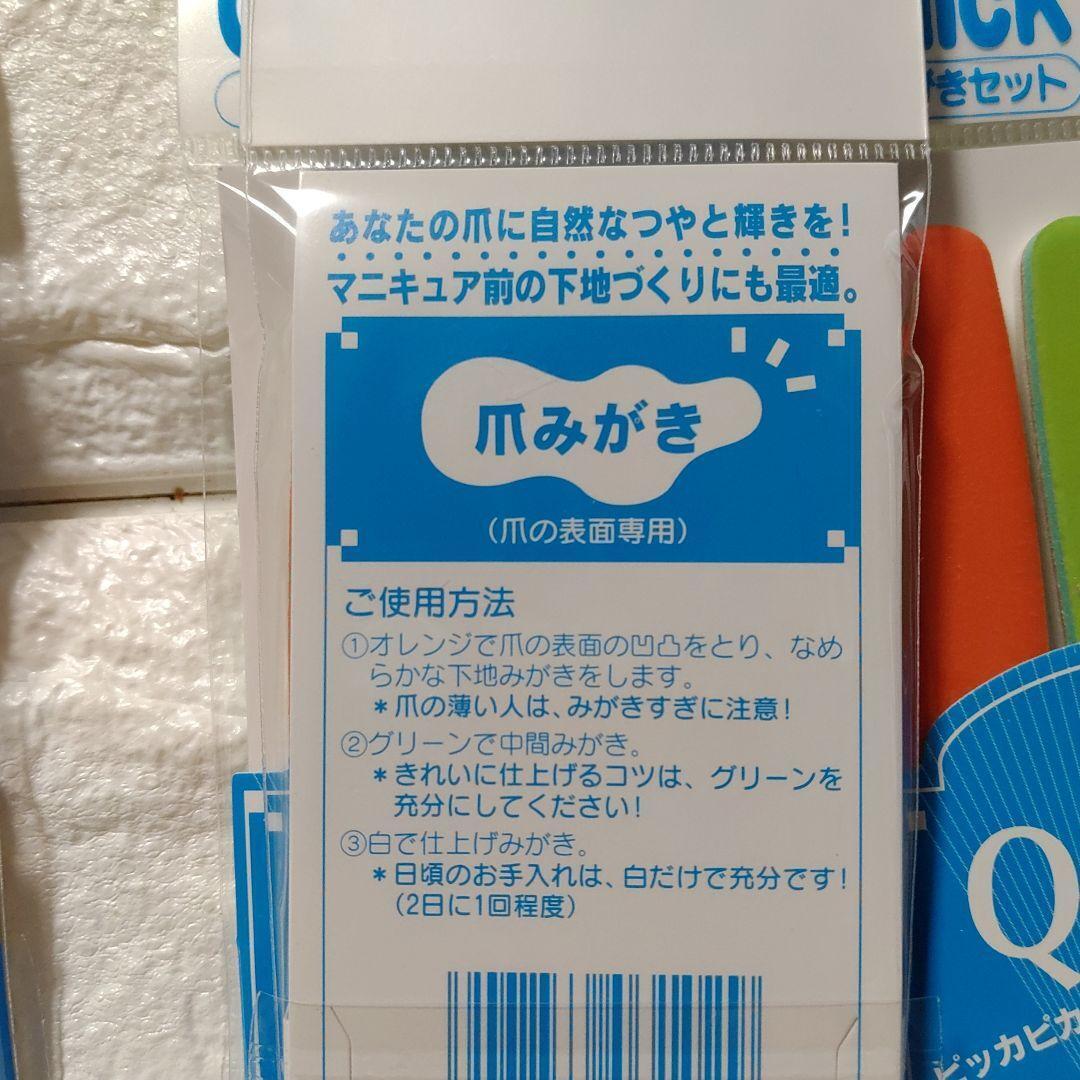 ICK
きセット
あなたの爪に自然なつやと輝きを!
マニキュア前の下地づくりにも最適。
爪みがき
(爪の表面専用)
ご使用方法
①オレンジで爪の表面の凹凸をとり、なめ
らかな下地みがきをします。
*爪の薄い人は、みがきすぎに注意!
②グリーンで中間みがき。
*きれいに仕上げるコツは、グリーンを
充分にしてください!
③白で仕上げみがき。
*日頃のお手入れは、白だけで充分です!
(2日に1回程度)
Q
ピッカピカ